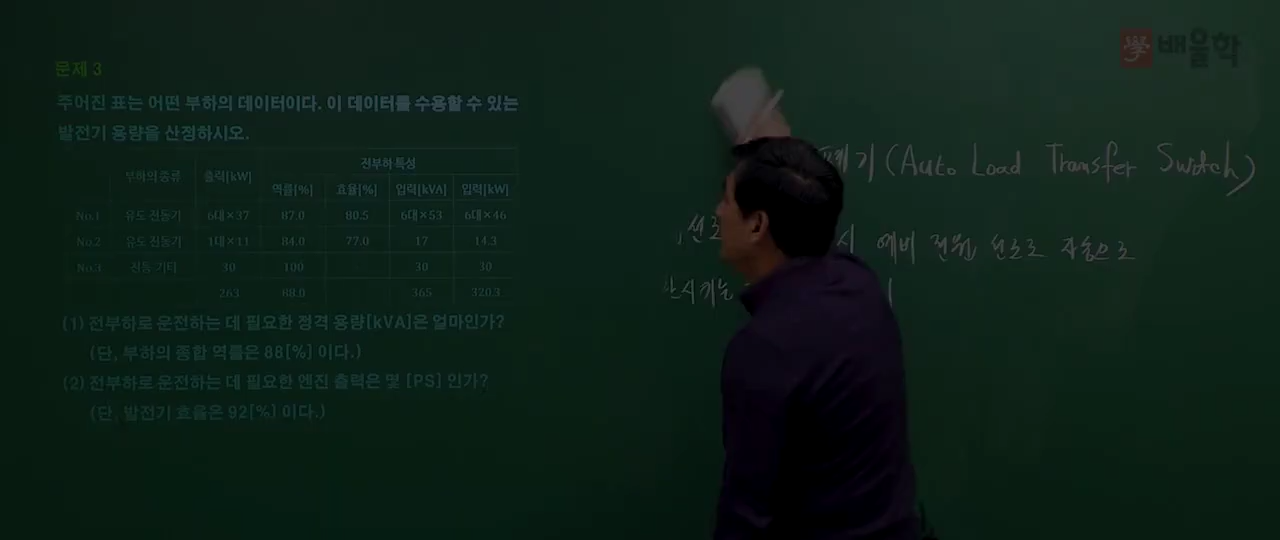 배울학
문제 3
주어진 표는 어떤 부하의 데이터이다. 이 데이터를 수용할 수 있는
발전기 용량을 산정하시오.
부하의 종류 출력[kW] 전부하 특성
역률[%] 효율[%] 입력[kVA] 입력[kW]
No.1 유도 전동기 6대×37 87.0 80.5 6대×53 6대×46
No.2 유도 전동기 1대×11 84.0 77.0 17 14.3
No.3 전등·기타 30 100 30 30
263 88.0 365 320.3
(1) 전부하로 운전하는 데 필요한 정격 용량[kVA]은 얼마인가?
(단, 부하의 종합 역률은 88[%] 이다.)
(2) 전부하로 운전하는 데 필요한 엔진 출력은 몇 [PS] 인가?
(단, 발전기 효율은 92[%] 이다.)
폐기(Auto Load Transfer Switch)
시 예비 전원 선로로 자동으로